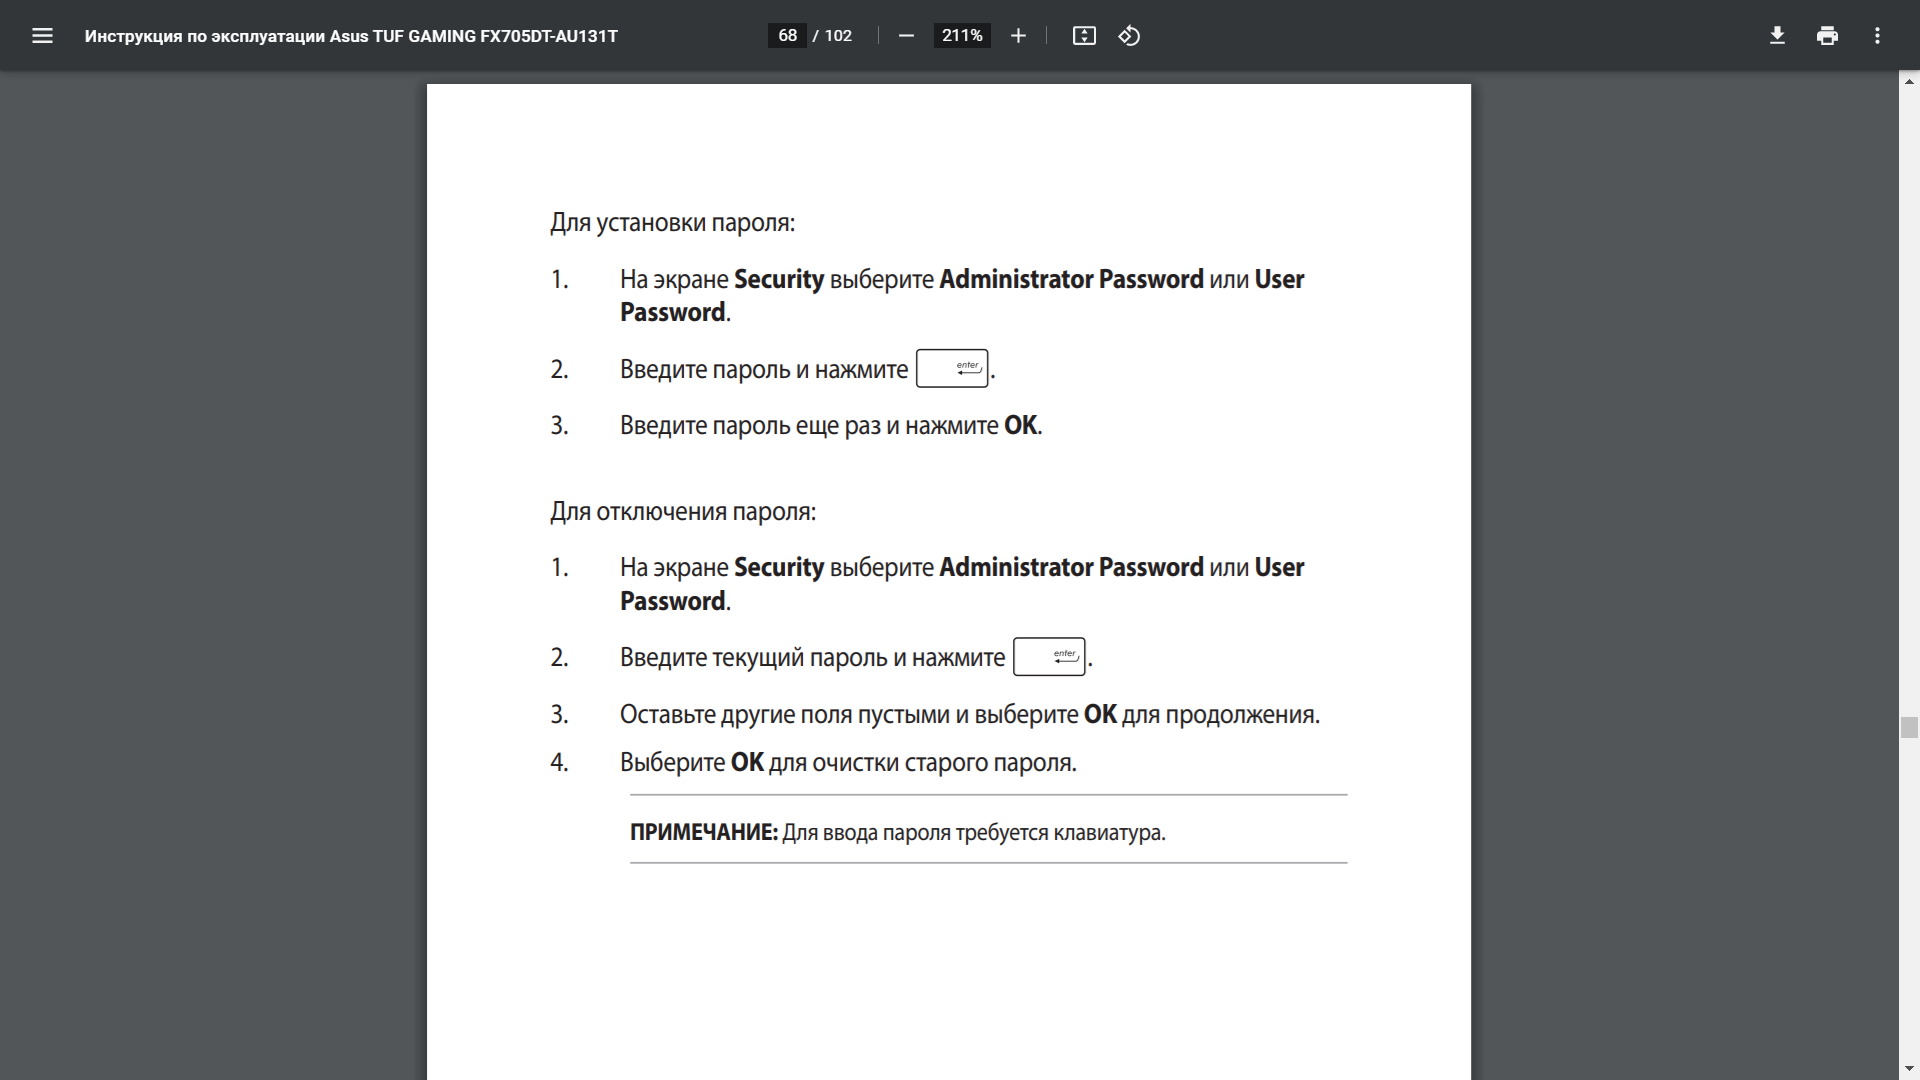 Инструкция по эксплуатации Asus TUF GAMING FX705DT-AU131T
68 / 102
211%
Для установки пароля:
1. На экране Security выберите Administrator Password или User
Password.
2. Введите пароль и нажмите enter.
3. Введите пароль еще раз и нажмите OK.
Для отключения пароля:
1. На экране Security выберите Administrator Password или User
Password.
2. Введите текущий пароль и нажмите enter.
3. Оставьте другие поля пустыми и выберите OK для продолжения.
4. Выберите OK для очистки старого пароля.
ПРИМЕЧАНИЕ: Для ввода пароля требуется клавиатура.